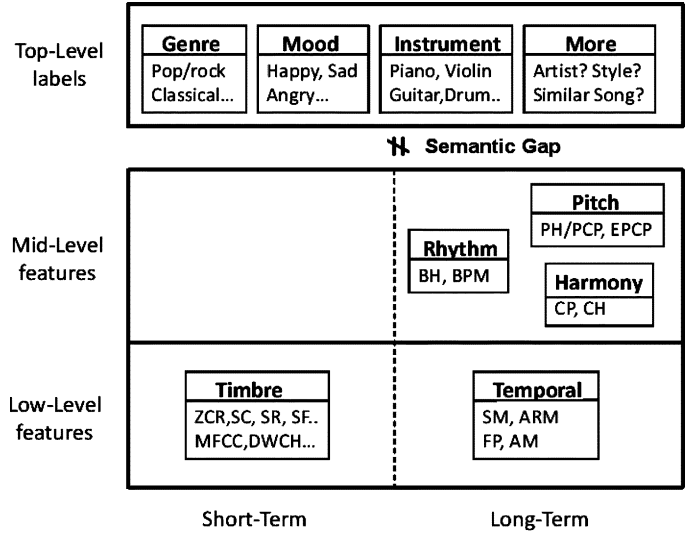 Top-Level
labels
Genre
Pop/rock
Classical...
Mood
Happy, Sad
Angry...
Instrument
Piano, Violin
Guitar,Drum..
More
Artist? Style?
Similar Song?
Semantic Gap
Mid-Level
features
Pitch
PH/PCP, EPCP
Rhythm
BH, BPM
Harmony
CP, CH
Low-Level
features
Timbre
ZCR,SC, SR, SF..
MFCC,DWCH...
Temporal
SM, ARM
FP, AM
Short-Term
Long-Term